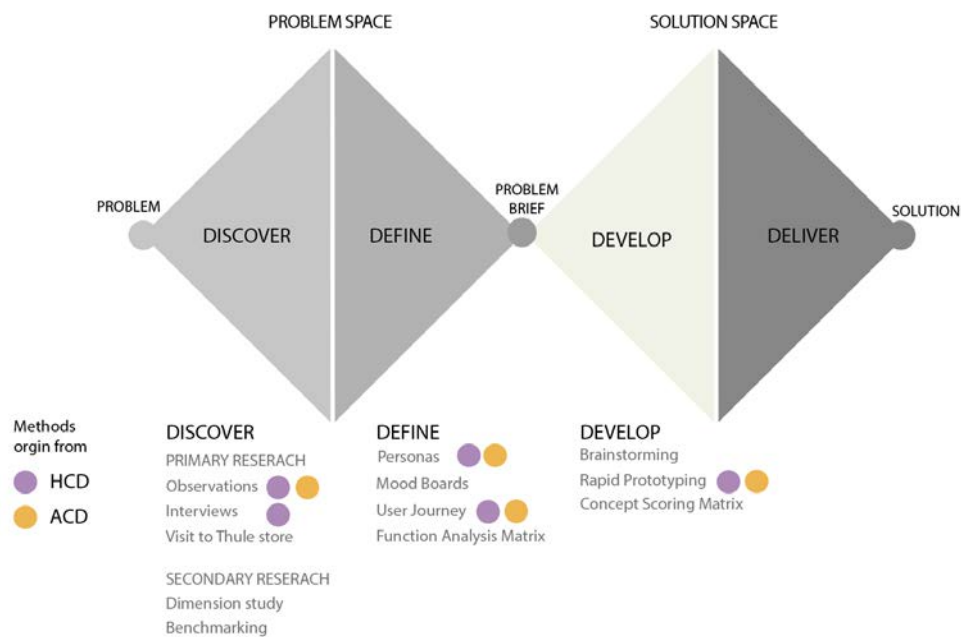 PROBLEM SPACE
SOLUTION SPACE
PROBLEM
PROBLEM
BRIEF
SOLUTION
DISCOVER
DEFINE
DEVELOP
DELIVER
Methods
orgin from
HCD
ACD
DISCOVER
PRIMARY RESERACH
Observations
Interviews
Visit to Thule store
SECONDARY RESERACH
Dimension study
Benchmarking
DEFINE
Personas
Mood Boards
User Journey
Function Analysis Matrix
DEVELOP
Brainstorming
Rapid Prototyping
Concept Scoring Matrix